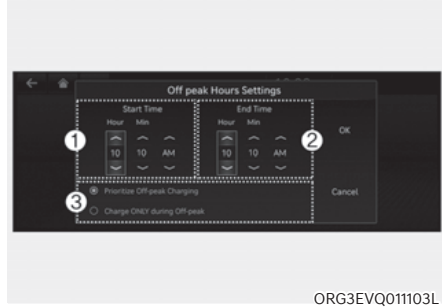 Off peak Hours Settings
Start Time
End Time
Hour Min
Hour Min
1
2
OK
10 10 AM
10 10 AM
3
Prioritize Off-peak Charging
Cancel
Charge ONLY during Off-peak
ORG3EVQ011103L